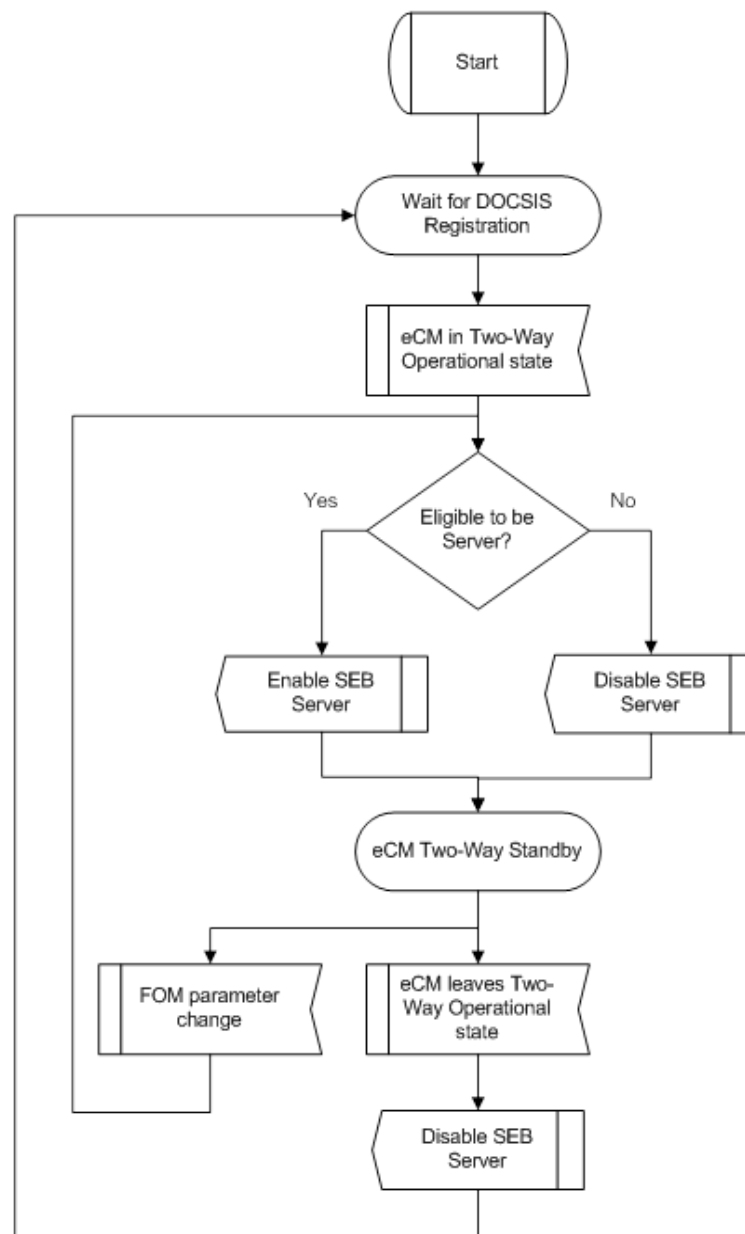 Start
Wait for DOCSIS
Registration
eCM in Two-Way
Operational state
Yes
No
Eligible to be
Server?
Enable SEB
Server
Disable SEB
Server
eCM Two-Way Standby
FOM parameter
change
eCM leaves Two-
Way Operational
state
Disable SEB
Server